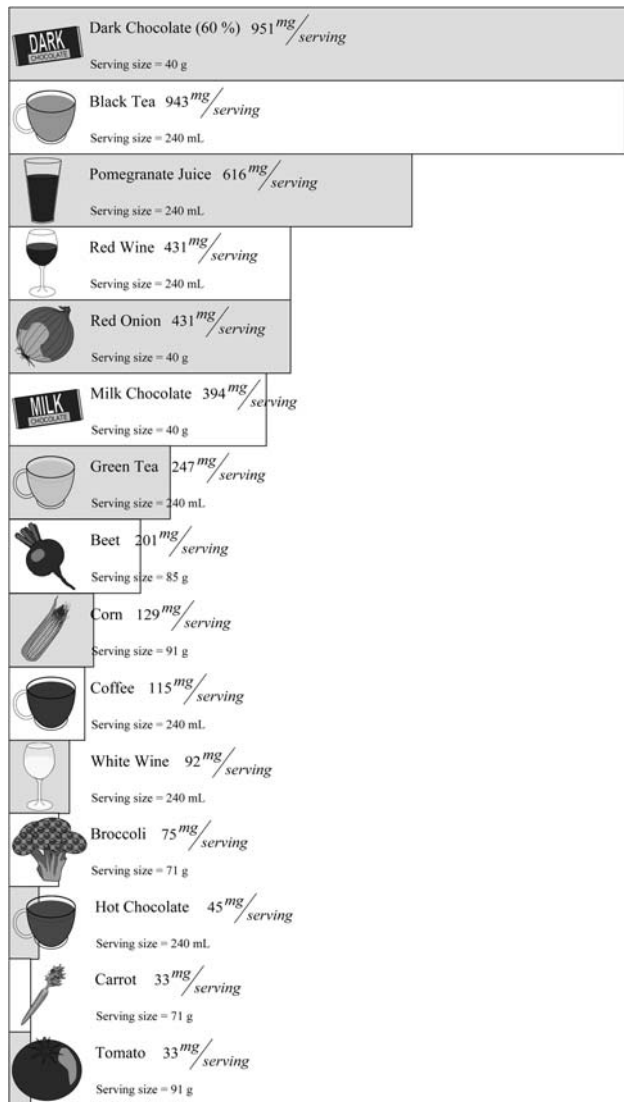 DARK
CHOCOLATE
Dark Chocolate (60 %) 951 mg/serving
Serving size = 40 g
Black Tea 943 mg/serving
Serving size = 240 mL
Pomegranate Juice 616 mg/serving
Serving size = 240 mL
Red Wine 431 mg/serving
Serving size = 240 mL
Red Onion 431 mg/serving
Serving size = 40 g
MILK
CHOCOLATE
Milk Chocolate 394 mg/serving
Serving size = 40 g
Green Tea 247 mg/serving
Serving size = 240 mL
Beet 201 mg/serving
Serving size = 85 g
Corn 129 mg/serving
Serving size = 91 g
Coffee 115 mg/serving
Serving size = 240 mL
White Wine 92 mg/serving
Serving size = 240 mL
Broccoli 75 mg/serving
Serving size = 71 g
Hot Chocolate 45 mg/serving
Serving size = 240 mL
Carrot 33 mg/serving
Serving size = 71 g
Tomato 33 mg/serving
Serving size = 91 g